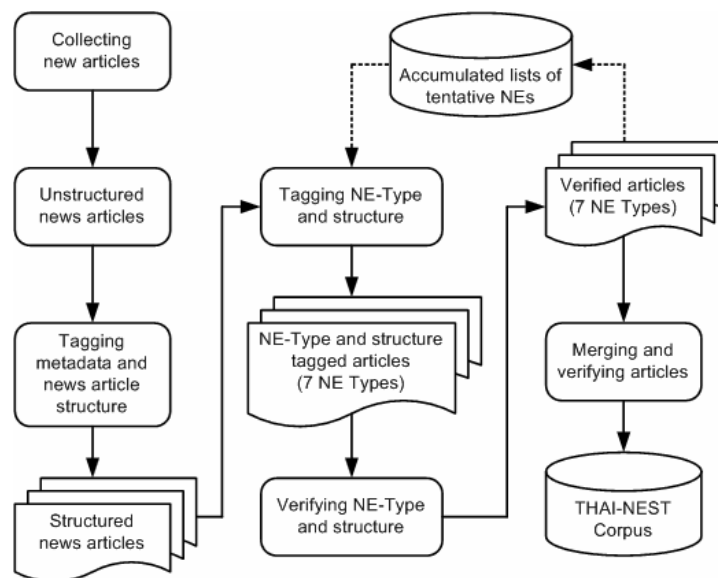 Collecting
new articles
Unstructured
news articles
Tagging
metadata and
news article
structure
Structured
news articles
Accumulated lists of
tentative NEs
Tagging NE-Type
and structure
NE-Type and structure
tagged articles
(7 NE Types)
Verifying NE-Type
and structure
Verified articles
(7 NE Types)
Merging and
verifying articles
THAI-NEST
Corpus